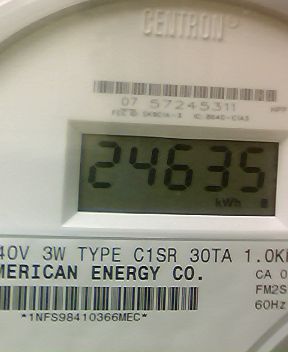 CENTRON
07 57245311
24635
kWh
40V 3W TYPE C1SR 30TA 1.0K
MERICAN ENERGY CO.
CA 0
FM2S
60Hz
*1NFS98410366MEC*